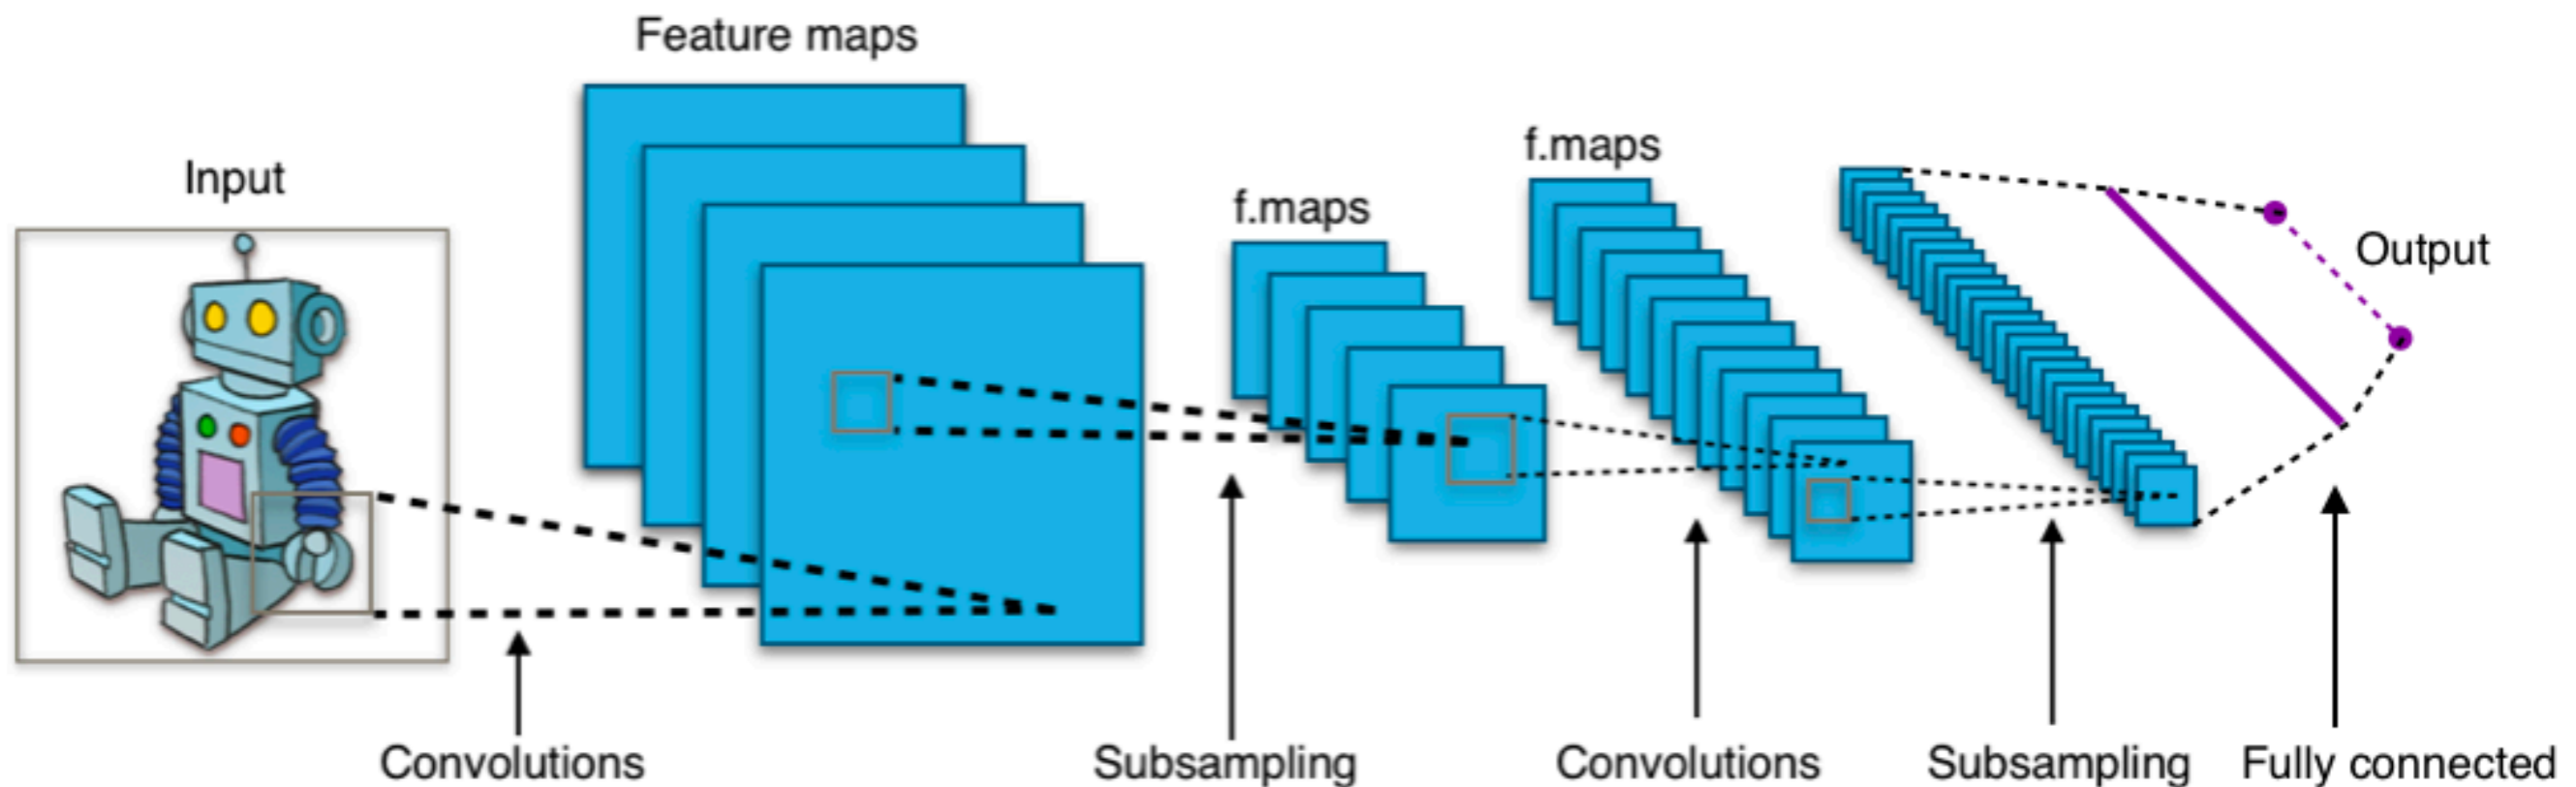 Input
Feature maps
f.maps
f.maps
Output
Convolutions
Subsampling
Convolutions
Subsampling
Fully connected